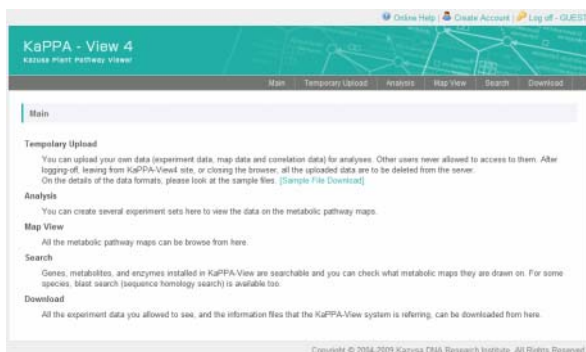 Online Help | Create Account | Log off - GUEST
KaPPA - View 4
Kazusa Plant Pathway Viewer
Main Temporary Upload Analysis Map View Search Download
Main
Tempolary Upload
You can upload your own data (experiment data, map data and correlation data) for analyses. Other users never allowed to access to them. After
logging-off, leaving from KaPPA-View4 site, or closing the browser, all the uploaded data are to be deleted from the server.
On the details of the data formats, please look at the sample files. [Sample File Download]
Analysis
You can create several experiment sets here to view the data on the metabolic pathway maps.
Map View
All the metabolic pathway maps can be browse from here.
Search
Genes, metabolites, and enzymes installed in KaPPA-View are searchable and you can check what metabolic maps they are drawn on. For some
species, blast search (sequence homology search) is available too.
Download
All the experiment data you allowed to see, and the information files that the KaPPA-View system is referring, can be downloaded from here.
Copyright © 2004-2009 Kazusa DNA Research Institute. All Rights Reserved